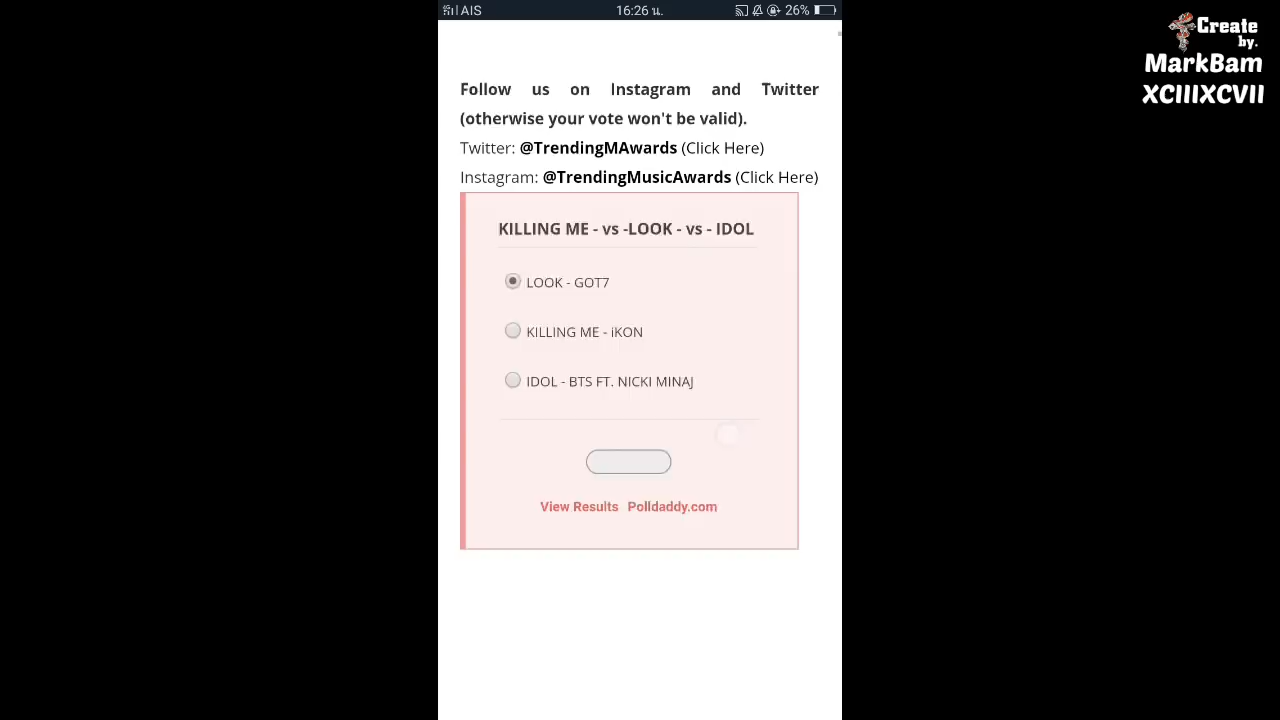 AIS 16:26 น. 26%
Create
by.
MarkBam
XCIIIXCVII
Follow us on Instagram and Twitter
(otherwise your vote won't be valid).
Twitter: @TrendingMAwards (Click Here)
Instagram: @TrendingMusicAwards (Click Here)
KILLING ME - vs -LOOK - vs - IDOL
LOOK - GOT7
KILLING ME - iKON
IDOL - BTS FT. NICKI MINAJ
View Results Polldaddy.com